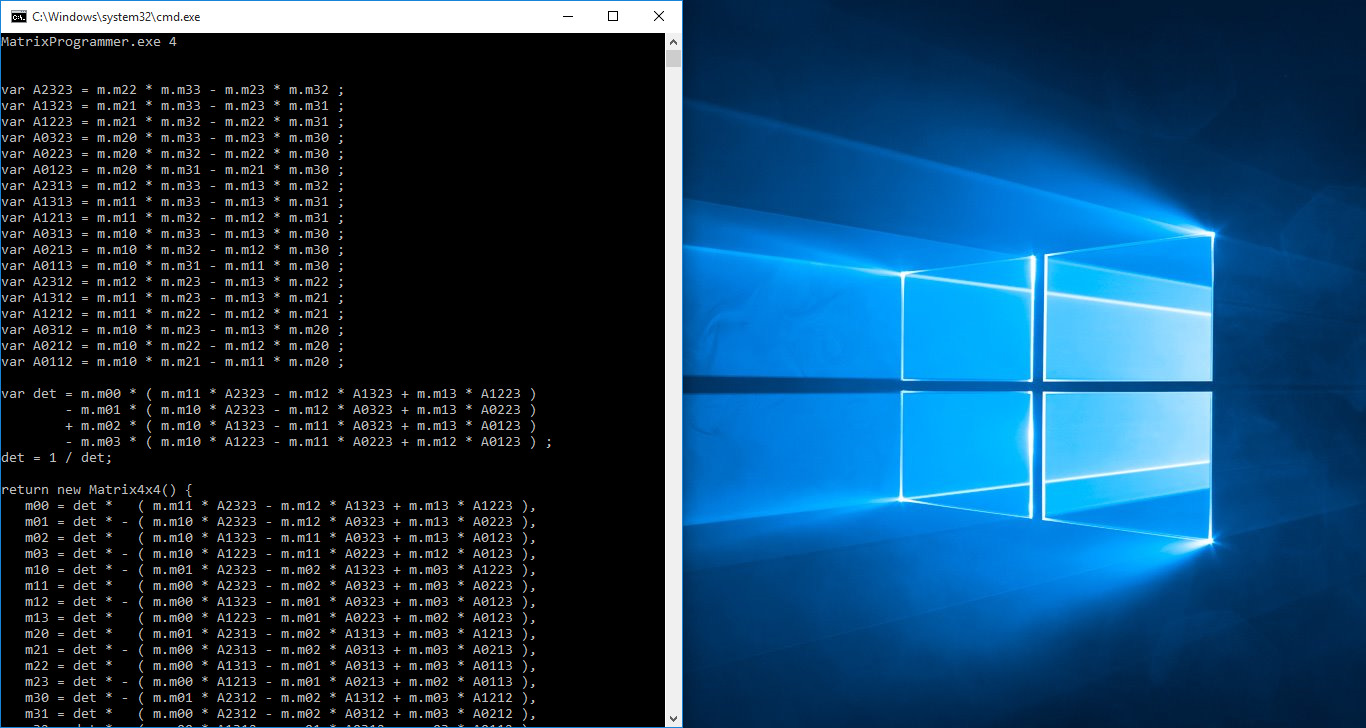 C:\Windows\system32\cmd.exe
MatrixProgrammer.exe 4
var A2323 = m.m22 * m.m33 - m.m23 * m.m32 ;
var A1323 = m.m21 * m.m33 - m.m23 * m.m31 ;
var A1223 = m.m21 * m.m32 - m.m22 * m.m31 ;
var A0323 = m.m20 * m.m33 - m.m23 * m.m30 ;
var A0223 = m.m20 * m.m32 - m.m22 * m.m30 ;
var A0123 = m.m20 * m.m31 - m.m21 * m.m30 ;
var A2313 = m.m12 * m.m33 - m.m13 * m.m32 ;
var A1313 = m.m11 * m.m33 - m.m13 * m.m31 ;
var A1213 = m.m11 * m.m32 - m.m12 * m.m31 ;
var A0313 = m.m10 * m.m33 - m.m13 * m.m30 ;
var A0213 = m.m10 * m.m32 - m.m12 * m.m30 ;
var A0113 = m.m10 * m.m31 - m.m11 * m.m30 ;
var A2312 = m.m12 * m.m23 - m.m13 * m.m22 ;
var A1312 = m.m11 * m.m23 - m.m13 * m.m21 ;
var A1212 = m.m11 * m.m22 - m.m12 * m.m21 ;
var A0312 = m.m10 * m.m23 - m.m13 * m.m20 ;
var A0212 = m.m10 * m.m22 - m.m12 * m.m20 ;
var A0112 = m.m10 * m.m21 - m.m11 * m.m20 ;
var det = m.m00 * ( m.m11 * A2323 - m.m12 * A1323 + m.m13 * A1223 )
- m.m01 * ( m.m10 * A2323 - m.m12 * A0323 + m.m13 * A0223 )
+ m.m02 * ( m.m10 * A1323 - m.m11 * A0323 + m.m13 * A0123 )
- m.m03 * ( m.m10 * A1223 - m.m11 * A0223 + m.m12 * A0123 ) ;
det = 1 / det;
return new Matrix4x4() {
m00 = det *   ( m.m11 * A2323 - m.m12 * A1323 + m.m13 * A1223 ),
m01 = det * - ( m.m10 * A2323 - m.m12 * A0323 + m.m13 * A0223 ),
m02 = det *   ( m.m10 * A1323 - m.m11 * A0323 + m.m13 * A0123 ),
m03 = det * - ( m.m10 * A1223 - m.m11 * A0223 + m.m12 * A0123 ),
m10 = det * - ( m.m01 * A2323 - m.m02 * A1323 + m.m03 * A1223 ),
m11 = det *   ( m.m00 * A2323 - m.m02 * A0323 + m.m03 * A0223 ),
m12 = det * - ( m.m00 * A1323 - m.m01 * A0323 + m.m03 * A0123 ),
m13 = det *   ( m.m00 * A1223 - m.m01 * A0223 + m.m02 * A0123 ),
m20 = det *   ( m.m01 * A2313 - m.m02 * A1313 + m.m03 * A1213 ),
m21 = det * - ( m.m00 * A2313 - m.m02 * A0313 + m.m03 * A0213 ),
m22 = det *   ( m.m00 * A1313 - m.m01 * A0313 + m.m03 * A0113 ),
m23 = det * - ( m.m00 * A1213 - m.m01 * A0213 + m.m02 * A0113 ),
m30 = det * - ( m.m01 * A2312 - m.m02 * A1312 + m.m03 * A1212 ),
m31 = det *   ( m.m00 * A2312 - m.m02 * A0312 + m.m03 * A0212 ),